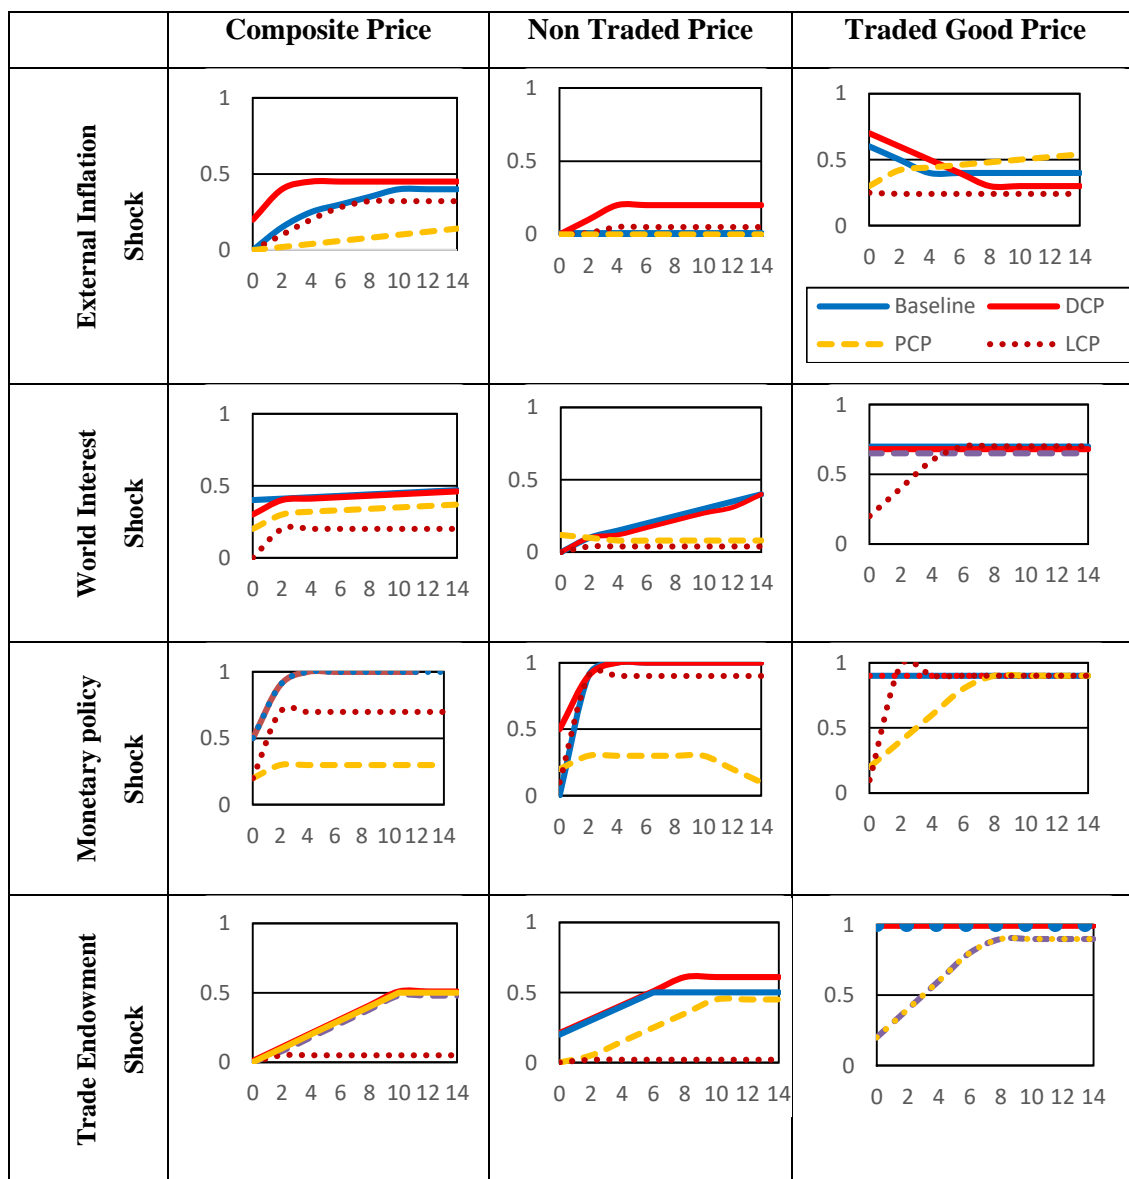 Composite Price
Non Traded Price
Traded Good Price
External Inflation
Shock
1
0.5
0
0 2 4 6 8 10 12 14
1
0.5
0
0 2 4 6 8 10 12 14
1
0.5
0
0 2 4 6 8 10 12 14
Baseline
DCP
PCP
LCP
World Interest
Shock
1
0.5
0
0 2 4 6 8 10 12 14
1
0.5
0
0 2 4 6 8 10 12 14
1
0.5
0
0 2 4 6 8 10 12 14
Monetary policy
Shock
1
0.5
0
0 2 4 6 8 10 12 14
1
0.5
0
0 2 4 6 8 10 12 14
1
0.5
0
0 2 4 6 8 10 12 14
Trade Endowment
Shock
1
0.5
0
0 2 4 6 8 10 12 14
1
0.5
0
0 2 4 6 8 10 12 14
1
0.5
0
0 2 4 6 8 10 12 14